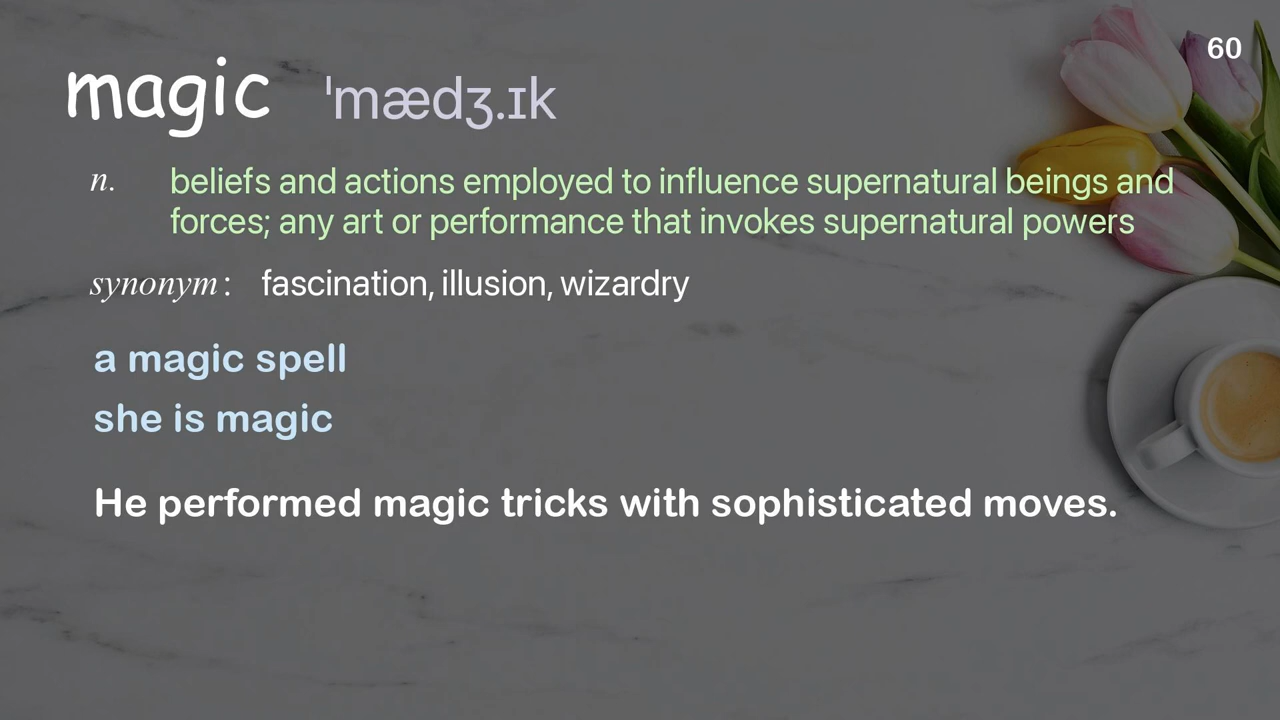 60
magic ˈmædʒ.ɪk
n. beliefs and actions employed to influence supernatural beings and
forces; any art or performance that invokes supernatural powers
synonym: fascination, illusion, wizardry
a magic spell
she is magic
He performed magic tricks with sophisticated moves.